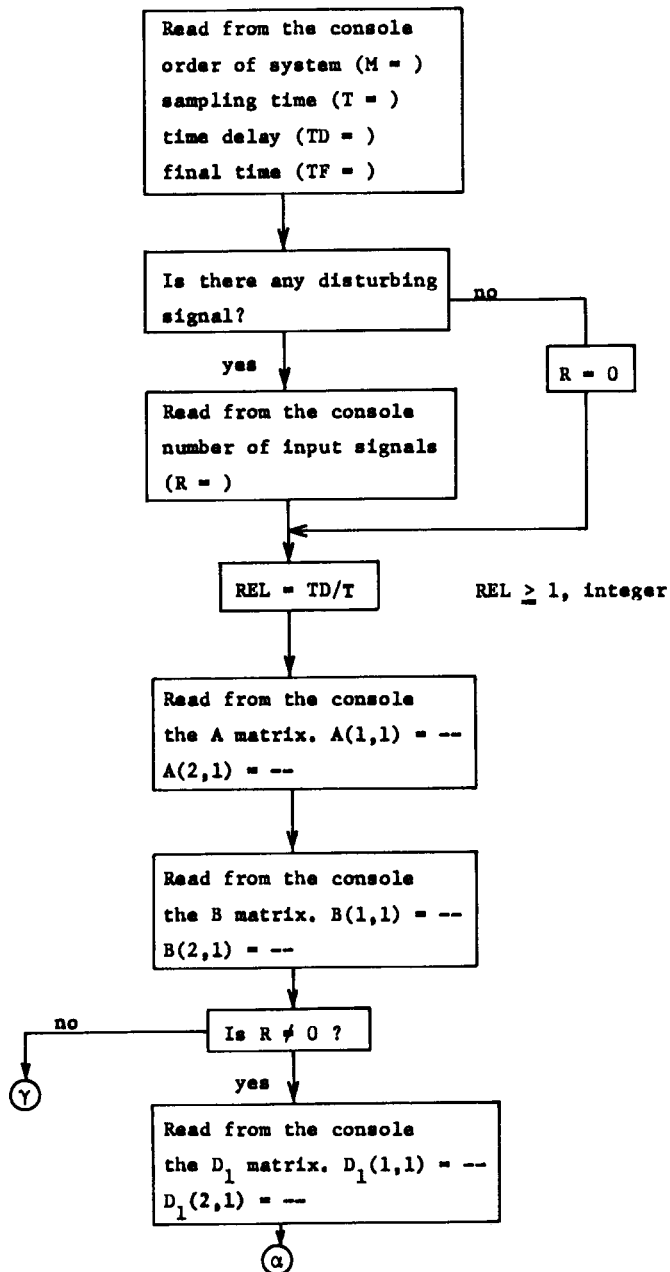 Read from the console
order of system (M = )
sampling time (T = )
time delay (TD = )
final time (TF = )
Is there any disturbing
signal?
no
yes
R = 0
Read from the console
number of input signals
(R = )
REL = TD/T
REL ≥ 1, integer
Read from the console
the A matrix. A(1,1) = --
A(2,1) = --
Read from the console
the B matrix. B(1,1) = --
B(2,1) = --
no
Is R ≠ 0 ?
γ
yes
Read from the console
the D₁ matrix. D₁(1,1) = --
D₁(2,1) = --
α